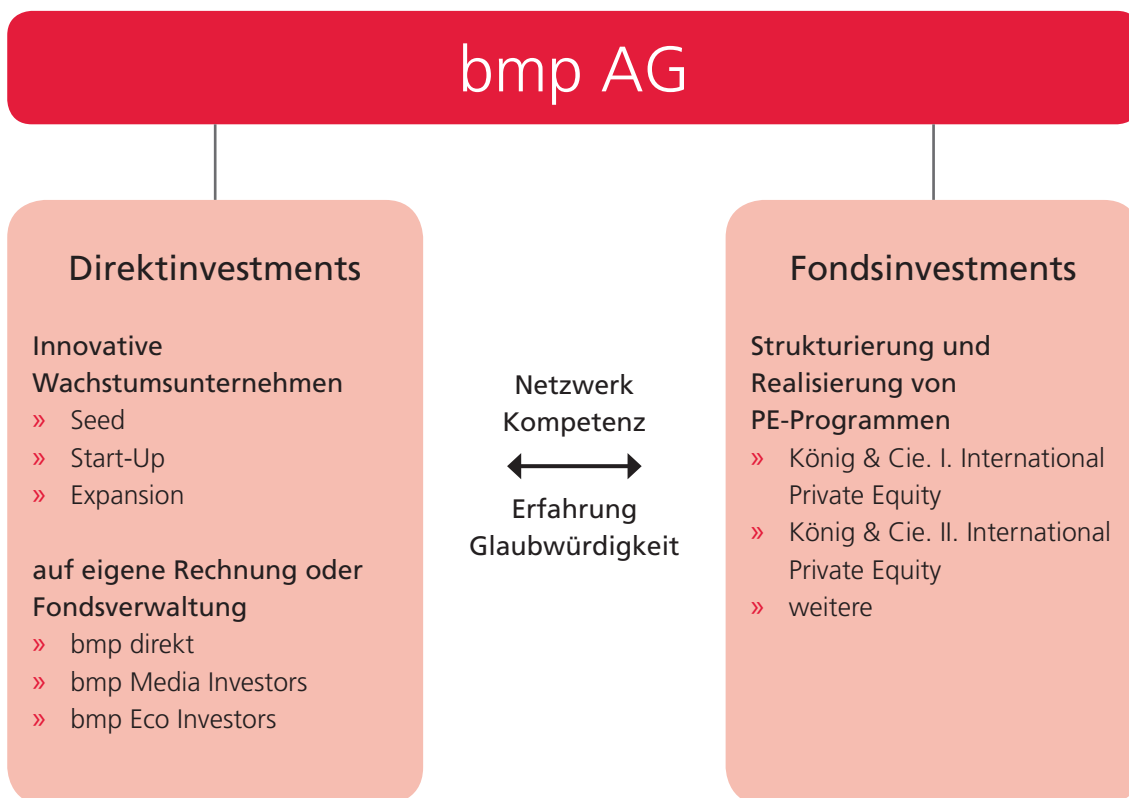 bmp AG
Direktinvestments
Innovative
Wachstumsunternehmen
» Seed
» Start-Up
» Expansion
auf eigene Rechnung oder
Fondsverwaltung
» bmp direkt
» bmp Media Investors
» bmp Eco Investors
Netzwerk
Kompetenz
Erfahrung
Glaubwürdigkeit
Fondsinvestments
Strukturierung und
Realisierung von
PE-Programmen
» König & Cie. I. International
Private Equity
» König & Cie. II. International
Private Equity
» weitere